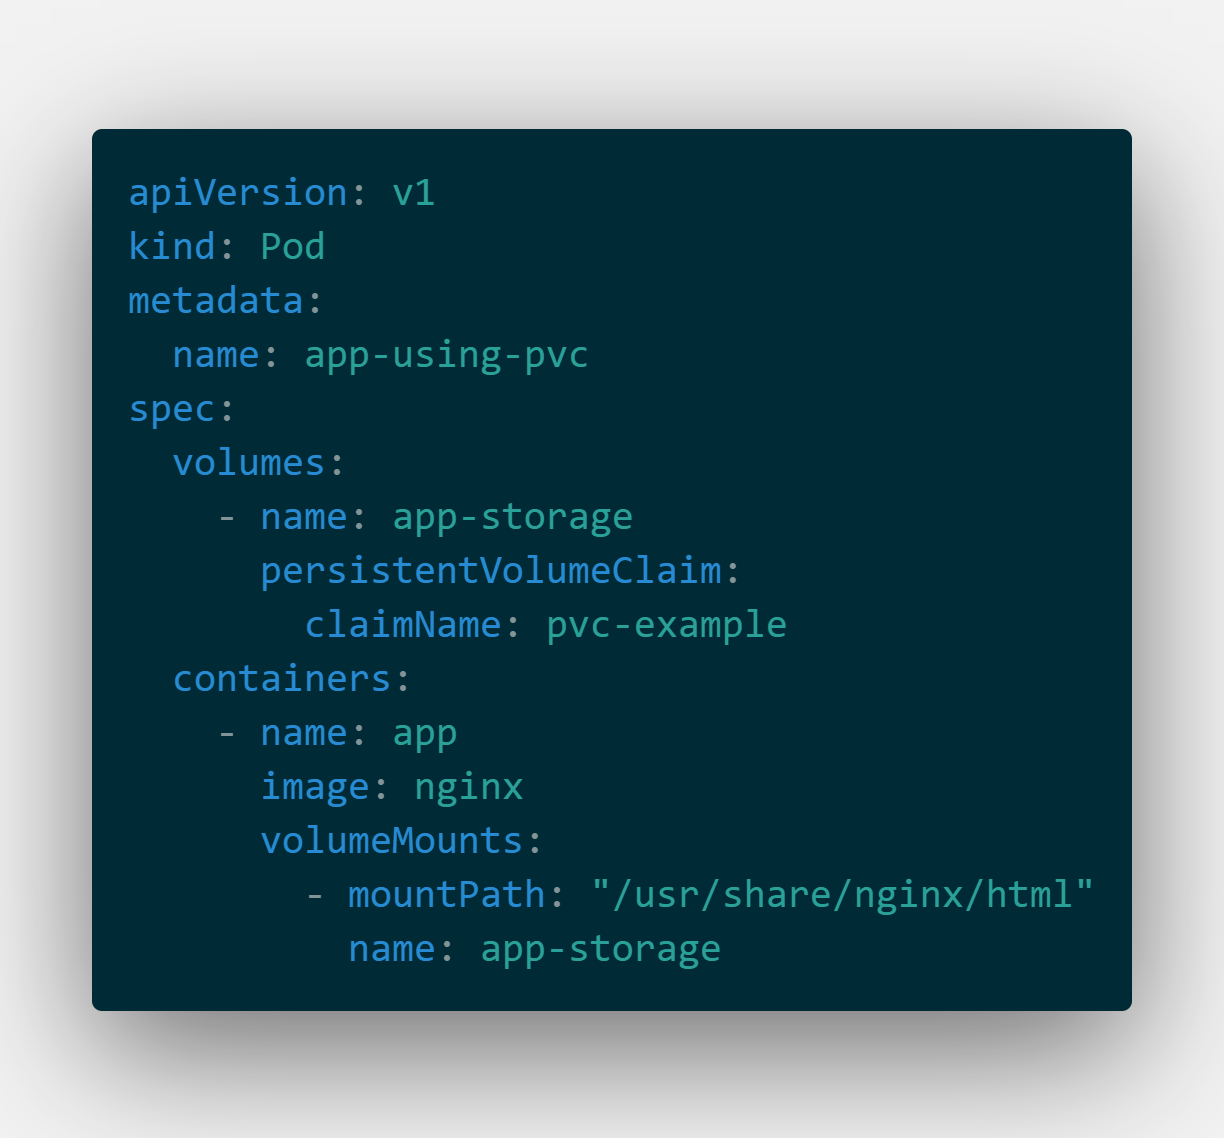 apiVersion: v1
kind: Pod
metadata:
  name: app-using-pvc
spec:
  volumes:
    - name: app-storage
      persistentVolumeClaim:
        claimName: pvc-example
  containers:
    - name: app
      image: nginx
      volumeMounts:
        - mountPath: "/usr/share/nginx/html"
          name: app-storage